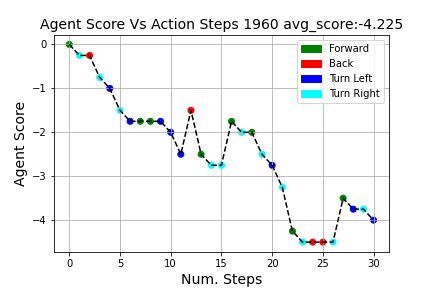 Agent Score Vs Action Steps 1960 avg_score:-4.225
Forward
Back
Turn Left
Turn Right
Agent Score
0
−1
−2
−3
−4
0 5 10 15 20 25 30
Num. Steps